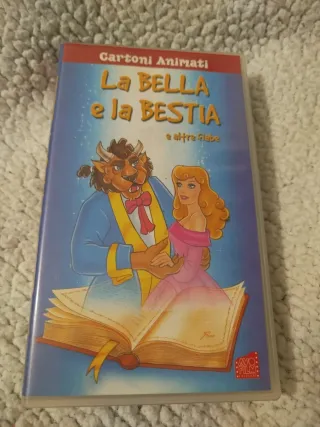 Cartoni Animati
La BELLA
e la BESTIA
e altre fiabe